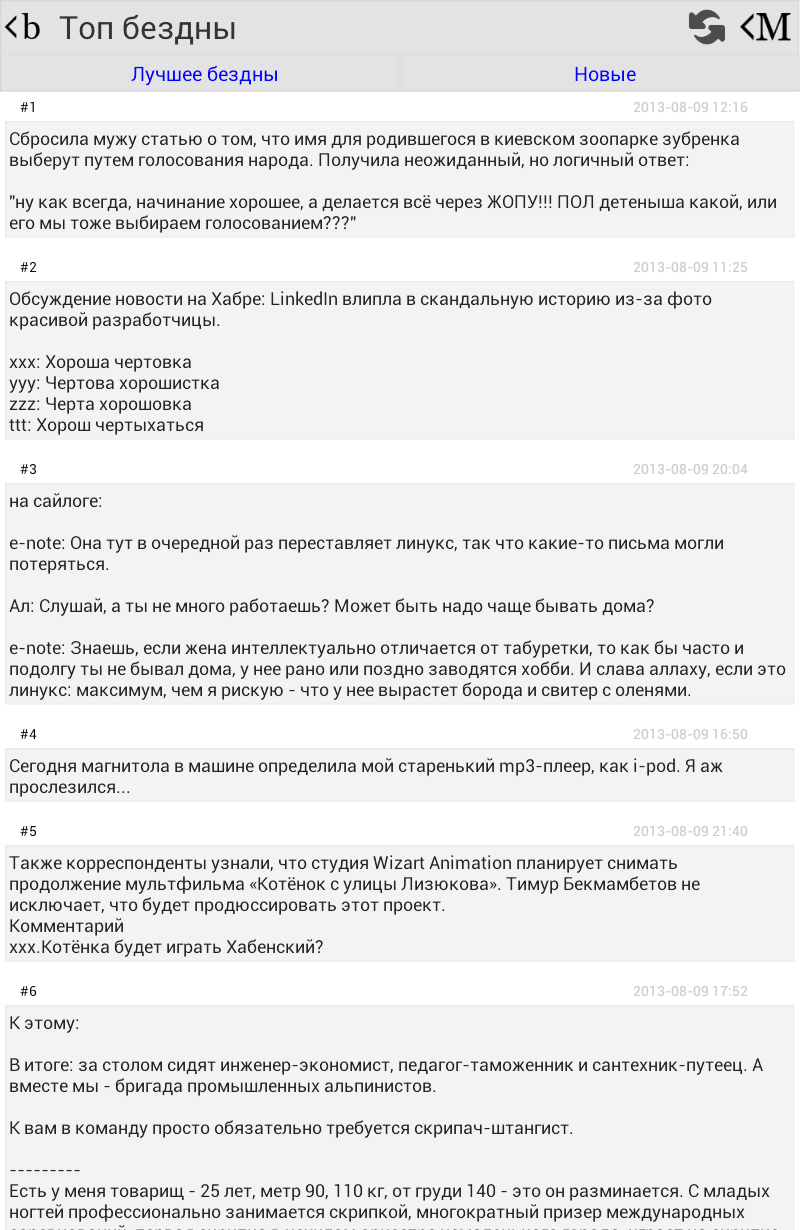 <b Топ бездны <M
Лучшее бездны Новые
#1 2013-08-09 12:16
Сбросила мужу статью о том, что имя для родившегося в киевском зоопарке зубренка
выберут путем голосования народа. Получила неожиданный, но логичный ответ:
"ну как всегда, начинание хорошее, а делается всё через ЖОПУ!!! ПОЛ детеныша какой, или
его мы тоже выбираем голосованием???"
#2 2013-08-09 11:25
Обсуждение новости на Хабре: LinkedIn влипла в скандальную историю из-за фото
красивой разработчицы.
xxx: Хороша чертовка
yyy: Чертова хорошистка
zzz: Черта хорошовка
ttt: Хорош чертыхаться
#3 2013-08-09 20:04
на сайлоге:
e-note: Она тут в очередной раз переставляет линукс, так что какие-то письма могли
потеряться.
Ал: Слушай, а ты не много работаешь? Может быть надо чаще бывать дома?
e-note: Знаешь, если жена интеллектуально отличается от табуретки, то как бы часто и
подолгу ты не бывал дома, у нее рано или поздно заводятся хобби. И слава аллаху, если это
линукс: максимум, чем я рискую - что у нее вырастет борода и свитер с оленями.
#4 2013-08-09 16:50
Сегодня магнитола в машине определила мой старенький mp3-плеер, как i-pod. Я аж
прослезился...
#5 2013-08-09 21:40
Также корреспонденты узнали, что студия Wizart Animation планирует снимать
продолжение мультфильма «Котёнок с улицы Лизюкова». Тимур Бекмамбетов не
исключает, что будет продюссировать этот проект.
Комментарий
xxx.Котёнка будет играть Хабенский?
#6 2013-08-09 17:52
К этому:
В итоге: за столом сидят инженер-экономист, педагог-таможенник и сантехник-путеец. А
вместе мы - бригада промышленных альпинистов.
К вам в команду просто обязательно требуется скрипач-штангист.
---------
Есть у меня товарищ - 25 лет, метр 90, 110 кг, от груди 140 - это он разминается. С младых
ногтей профессионально занимается скрипкой, многократный призер международных